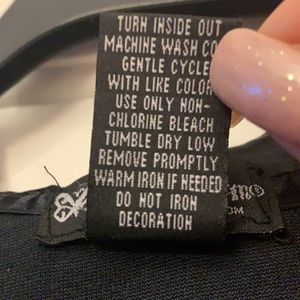 TURN INSIDE OUT
MACHINE WASH CO
GENTLE CYCLE
WITH LIKE COLOR
USE ONLY NON-
CHLORINE BLEACH
TUMBLE DRY LOW
REMOVE PROMPTLY
WARM IRON IF NEEDED
DO NOT IRON
DECORATION